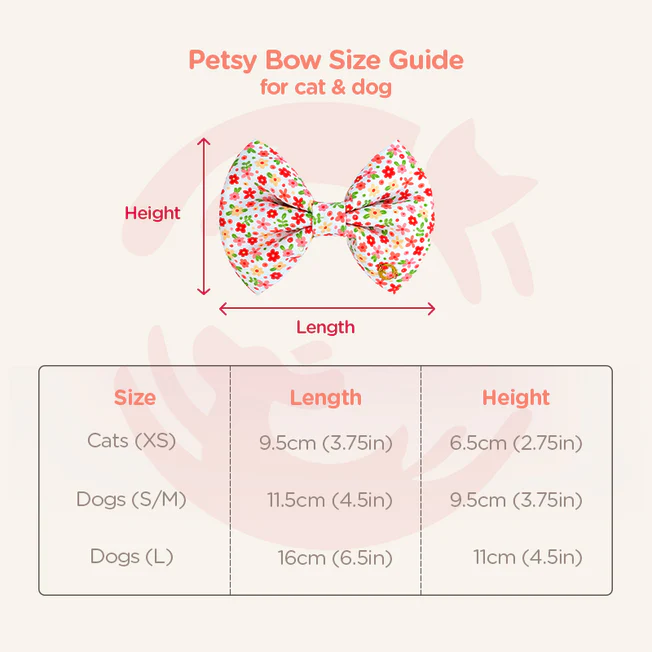 Petsy Bow Size Guide
for cat & dog
Height
Length
Size Length Height
Cats (XS) 9.5cm (3.75in) 6.5cm (2.75in)
Dogs (S/M) 11.5cm (4.5in) 9.5cm (3.75in)
Dogs (L) 16cm (6.5in) 11cm (4.5in)